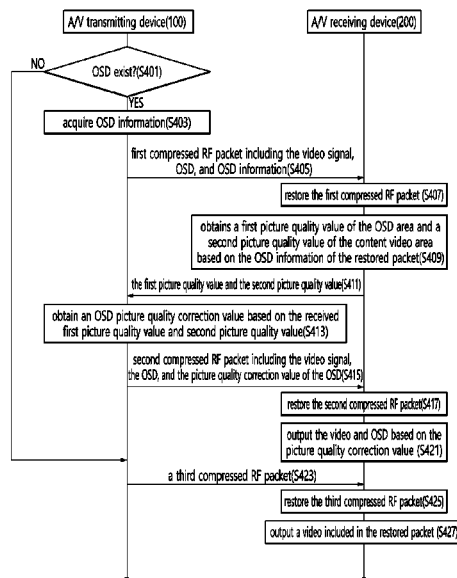 A/V transmitting device(100)
A/V receiving device(200)
NO
OSD exist?(S401)
YES
acquire OSD information(S403)
first compressed RF packet including the video signal,
OSD, and OSD information(S405)
restore the first compressed RF packet (S407)
obtains a first picture quality value of the OSD area and a
second picture quality value of the content video area
based on the OSD information of the restored packet(S409)
the first picture quality value and the second picture quality value(S411)
obtain an OSD picture quality correction value based on the received
first picture quality value and second picture quality value(S413)
second compressed RF packet including the video signal,
the OSD, and the picture quality correction value of the OSD(S415)
restore the second compressed RF packet(S417)
output the video and OSD based on the
picture quality correction value (S421)
a third compressed RF packet(S423)
restore the third compressed RF packet(S425)
output a video included in the restored packet (S427)